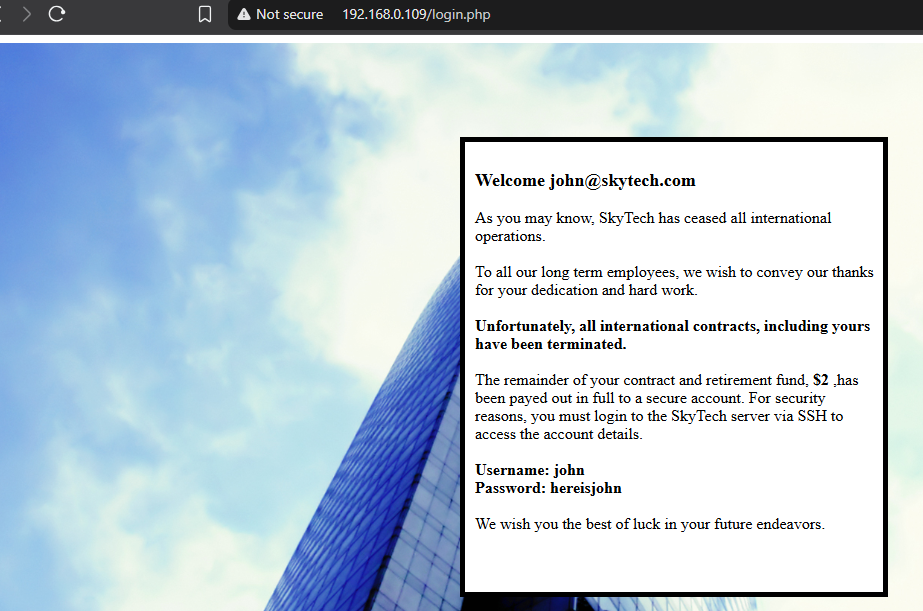 Not secure 192.168.0.109/login.php
Welcome john@skytech.com
As you may know, SkyTech has ceased all international
operations.
To all our long term employees, we wish to convey our thanks
for your dedication and hard work.
Unfortunately, all international contracts, including yours
have been terminated.
The remainder of your contract and retirement fund, $2 ,has
been payed out in full to a secure account. For security
reasons, you must login to the SkyTech server via SSH to
access the account details.
Username: john
Password: hereisjohn
We wish you the best of luck in your future endeavors.